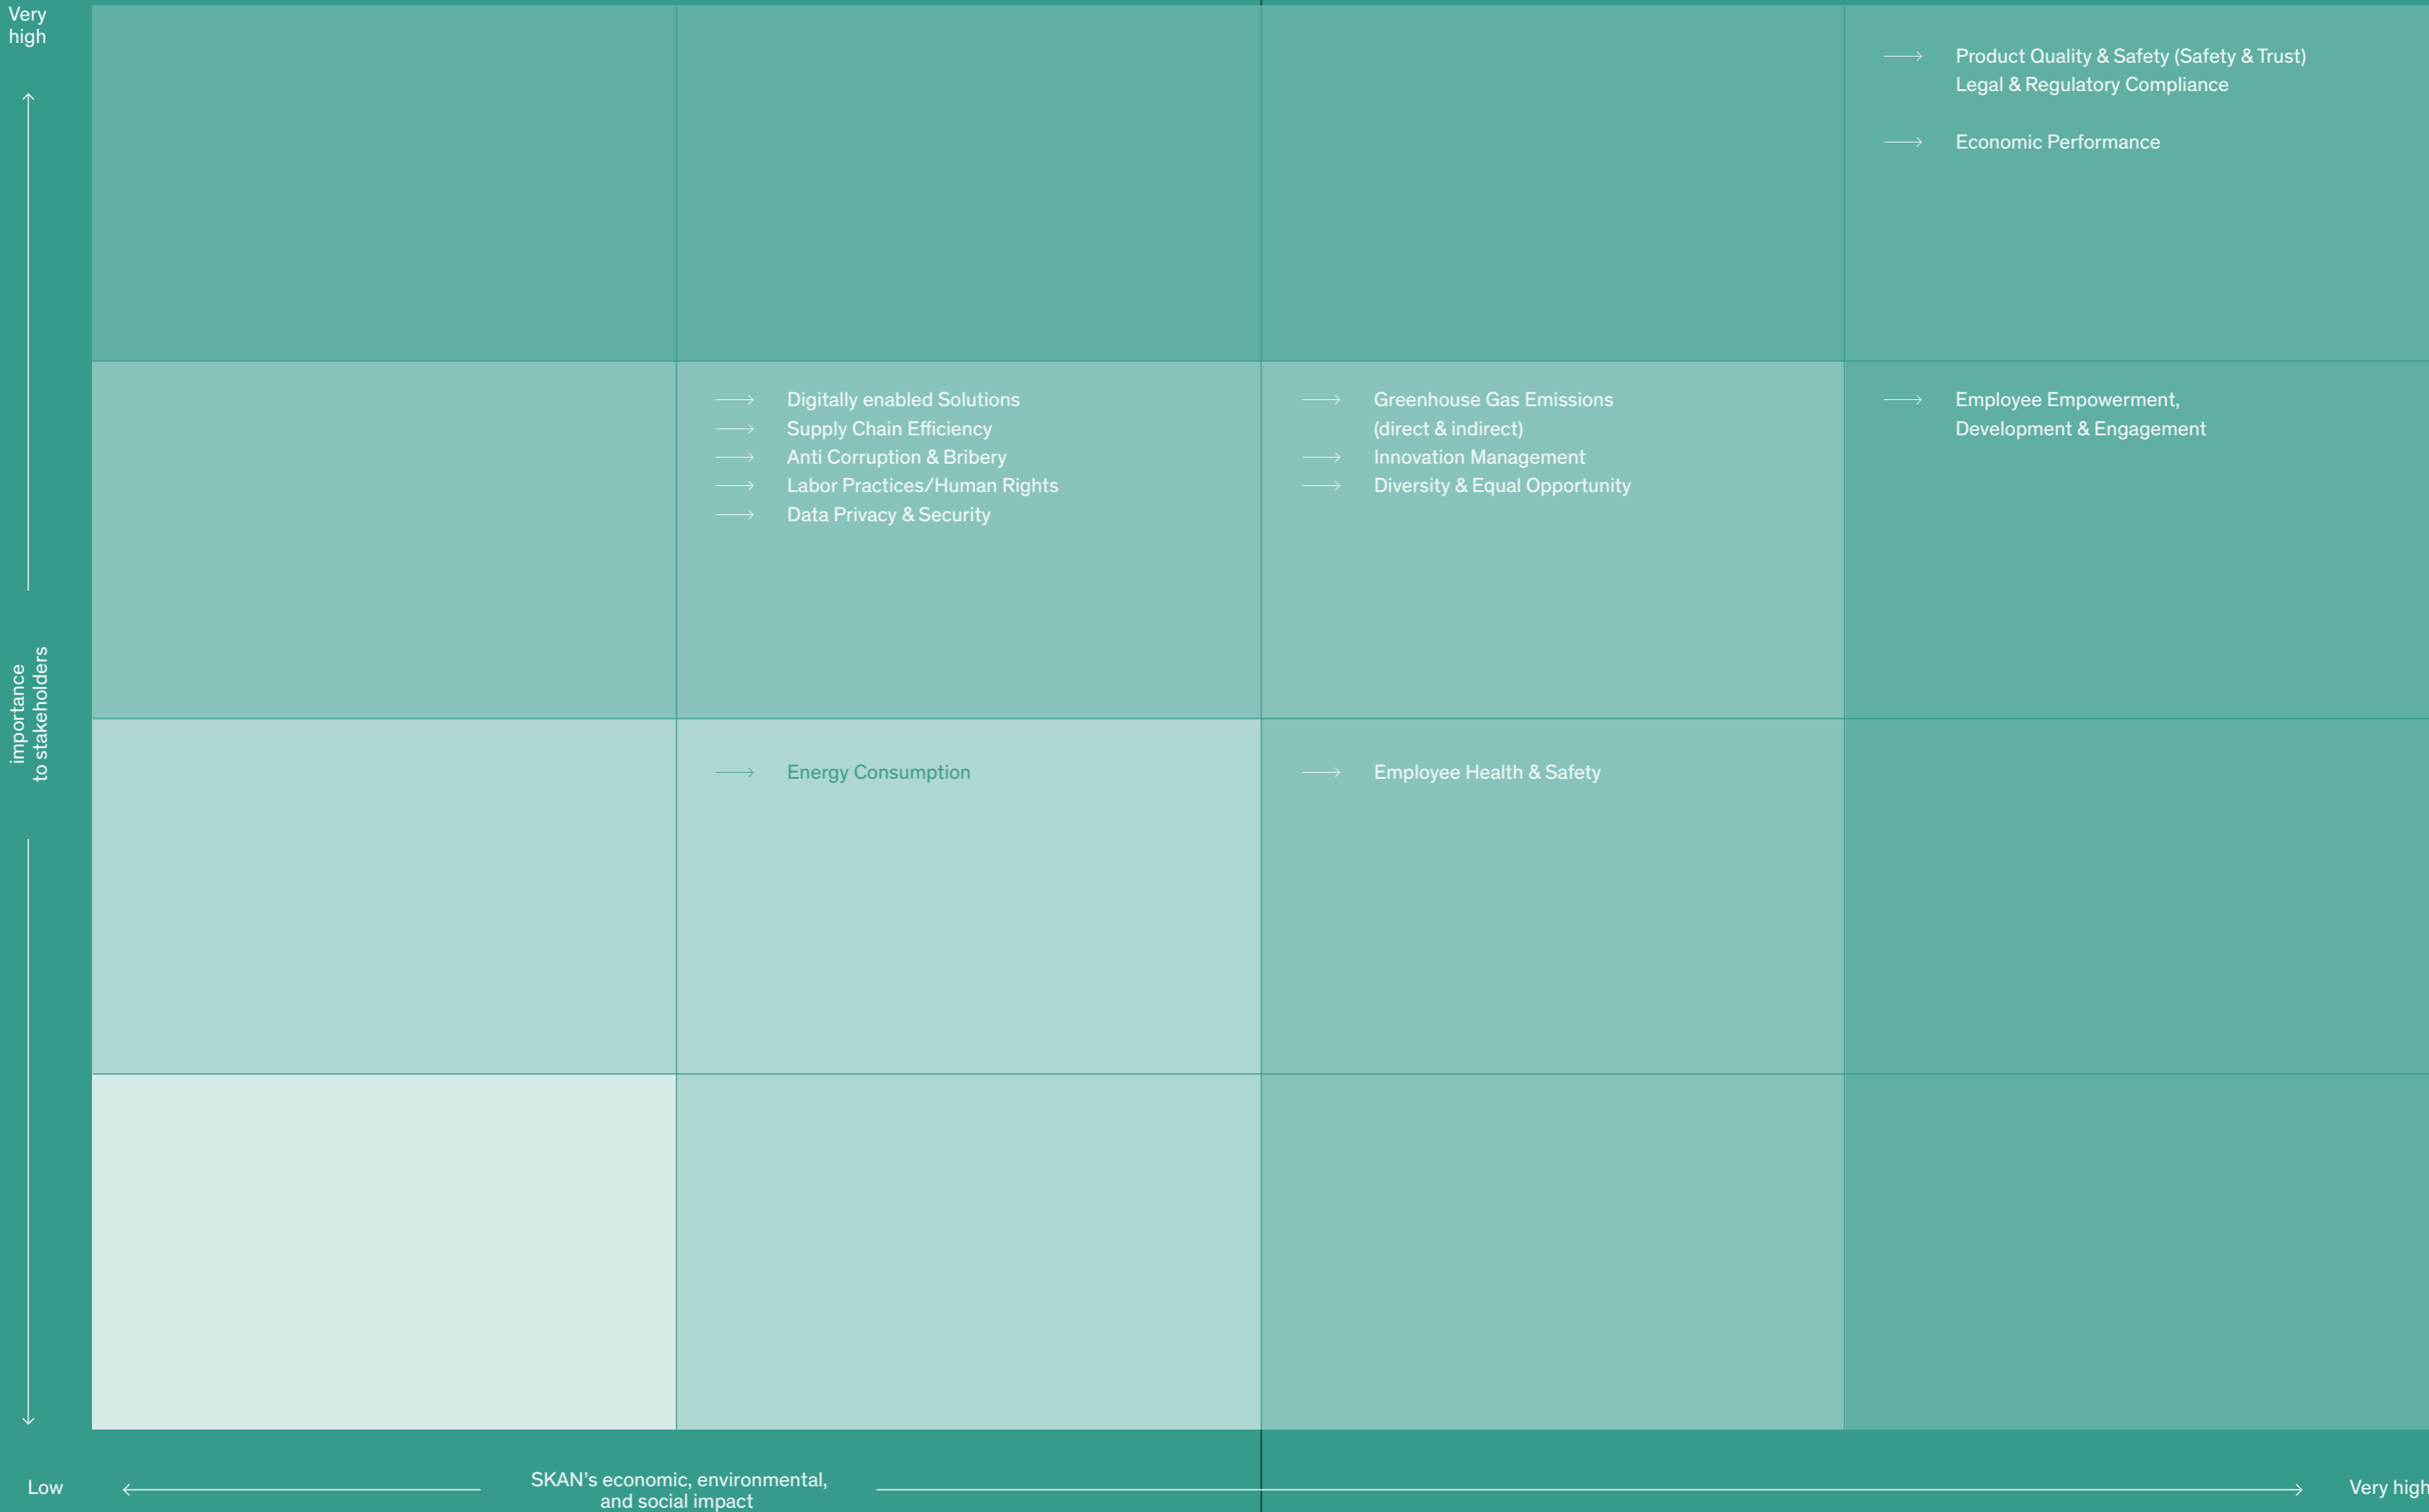 Very
high
Product Quality & Safety (Safety & Trust)
Legal & Regulatory Compliance
Economic Performance
Digitally enabled Solutions
Supply Chain Efficiency
Anti Corruption & Bribery
Labor Practices/Human Rights
Data Privacy & Security
Greenhouse Gas Emissions
(direct & indirect)
Innovation Management
Diversity & Equal Opportunity
Employee Empowerment,
Development & Engagement
importance
to stakeholders
Energy Consumption
Employee Health & Safety
Low
SKAN's economic, environmental,
and social impact
Very high